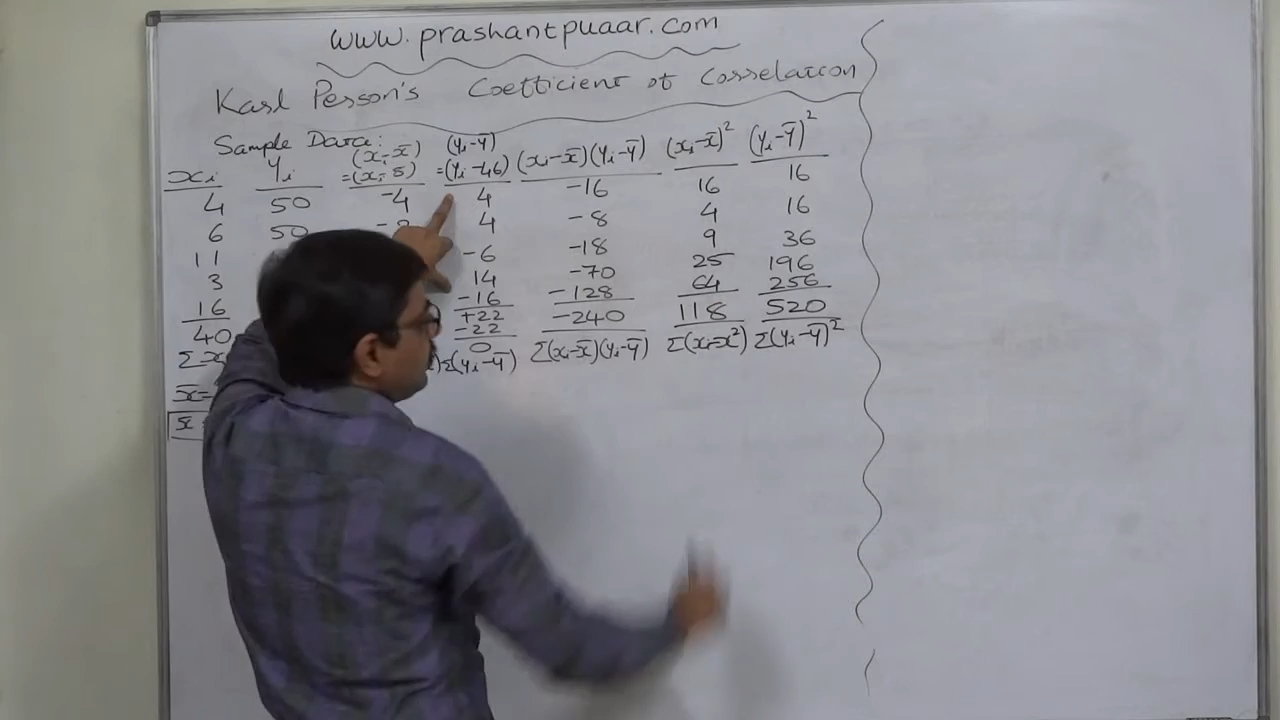 www.prashantpuaar.com
Karl Person's Coefficient of Correlation
Sample Data:
xi yi (xi-x̄) (yi-ȳ) (xi-x̄)(yi-ȳ) (xi-x̄)² (yi-ȳ)²
=(xi-5) =(yi-46)
4 50 -4 4 -16 16 16
6 50 4 -8 4 16
11 -6 -18 9 36
3 14 -70 25 196
16 -16 -128 64 256
40 +22 -240 118 520
-22
0
Σ(yi-ȳ) Σ(xi-x̄)(yi-ȳ) Σ(xi-x²) Σ(yi-ȳ)²
x̄=